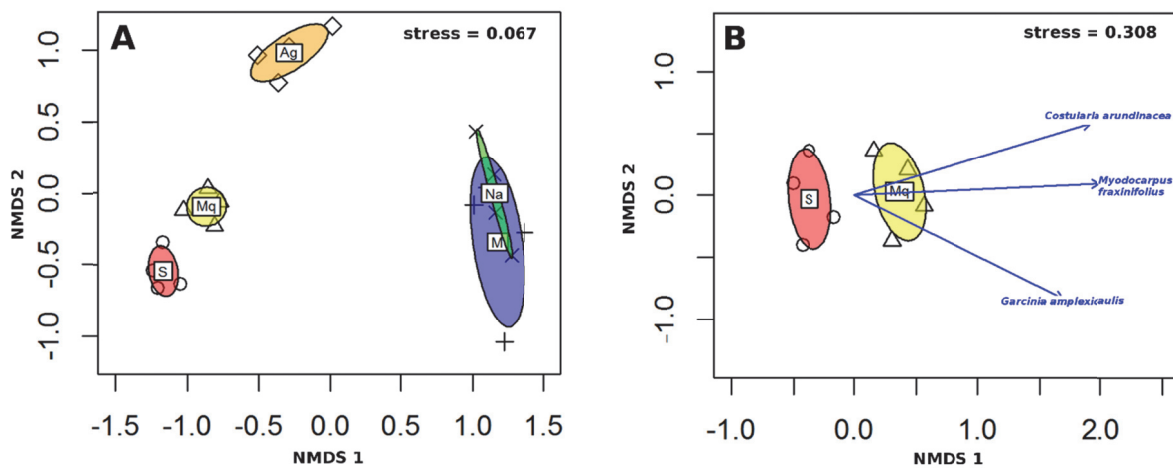 A
stress = 0.067
Ag
Mq
S
Na
M
NMDS 2
1.0
0.5
0.0
-0.5
-1.0
-1.5 -1.0 -0.5 0.0 0.5 1.0 1.5
NMDS 1
B
stress = 0.308
Costularia arundinacea
Myodocarpus
fraxinifolius
Garcinia amplexicaulis
S
Mq
NMDS 2
1.0
0.0
-1.0
-1.0 0.0 1.0 2.0
NMDS 1